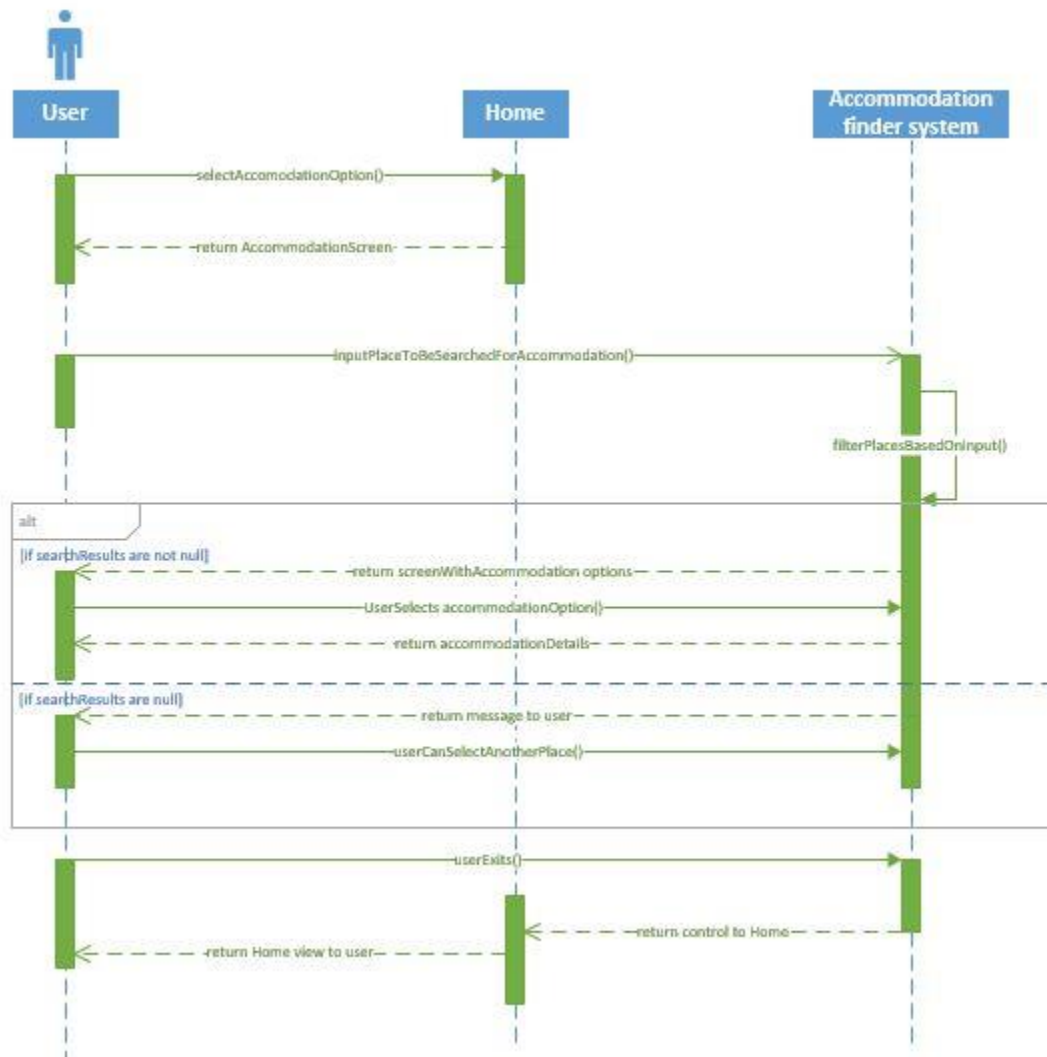 User
Home
Accommodation
finder system
selectAccomodationOption()
return AccommodationScreen
inputPlaceToBeSearchedForAccommodation()
filterPlacesBasedOnInput()
alt
[if searchResults are not null]
return screenWithAccommodation options
UserSelects accommodationOption()
return accommodationDetails
[if searchResults are null]
return message to user
userCanSelectAnotherPlace()
userExits()
return control to Home
return Home view to user